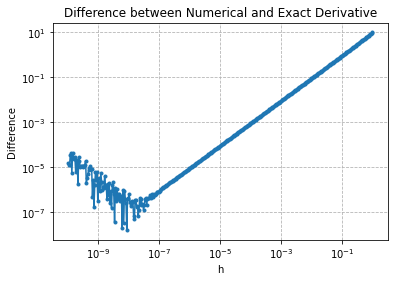 Difference between Numerical and Exact Derivative
10¹
10⁻¹
10⁻³
10⁻⁵
10⁻⁷
Difference
10⁻⁹ 10⁻⁷ 10⁻⁵ 10⁻³ 10⁻¹
h